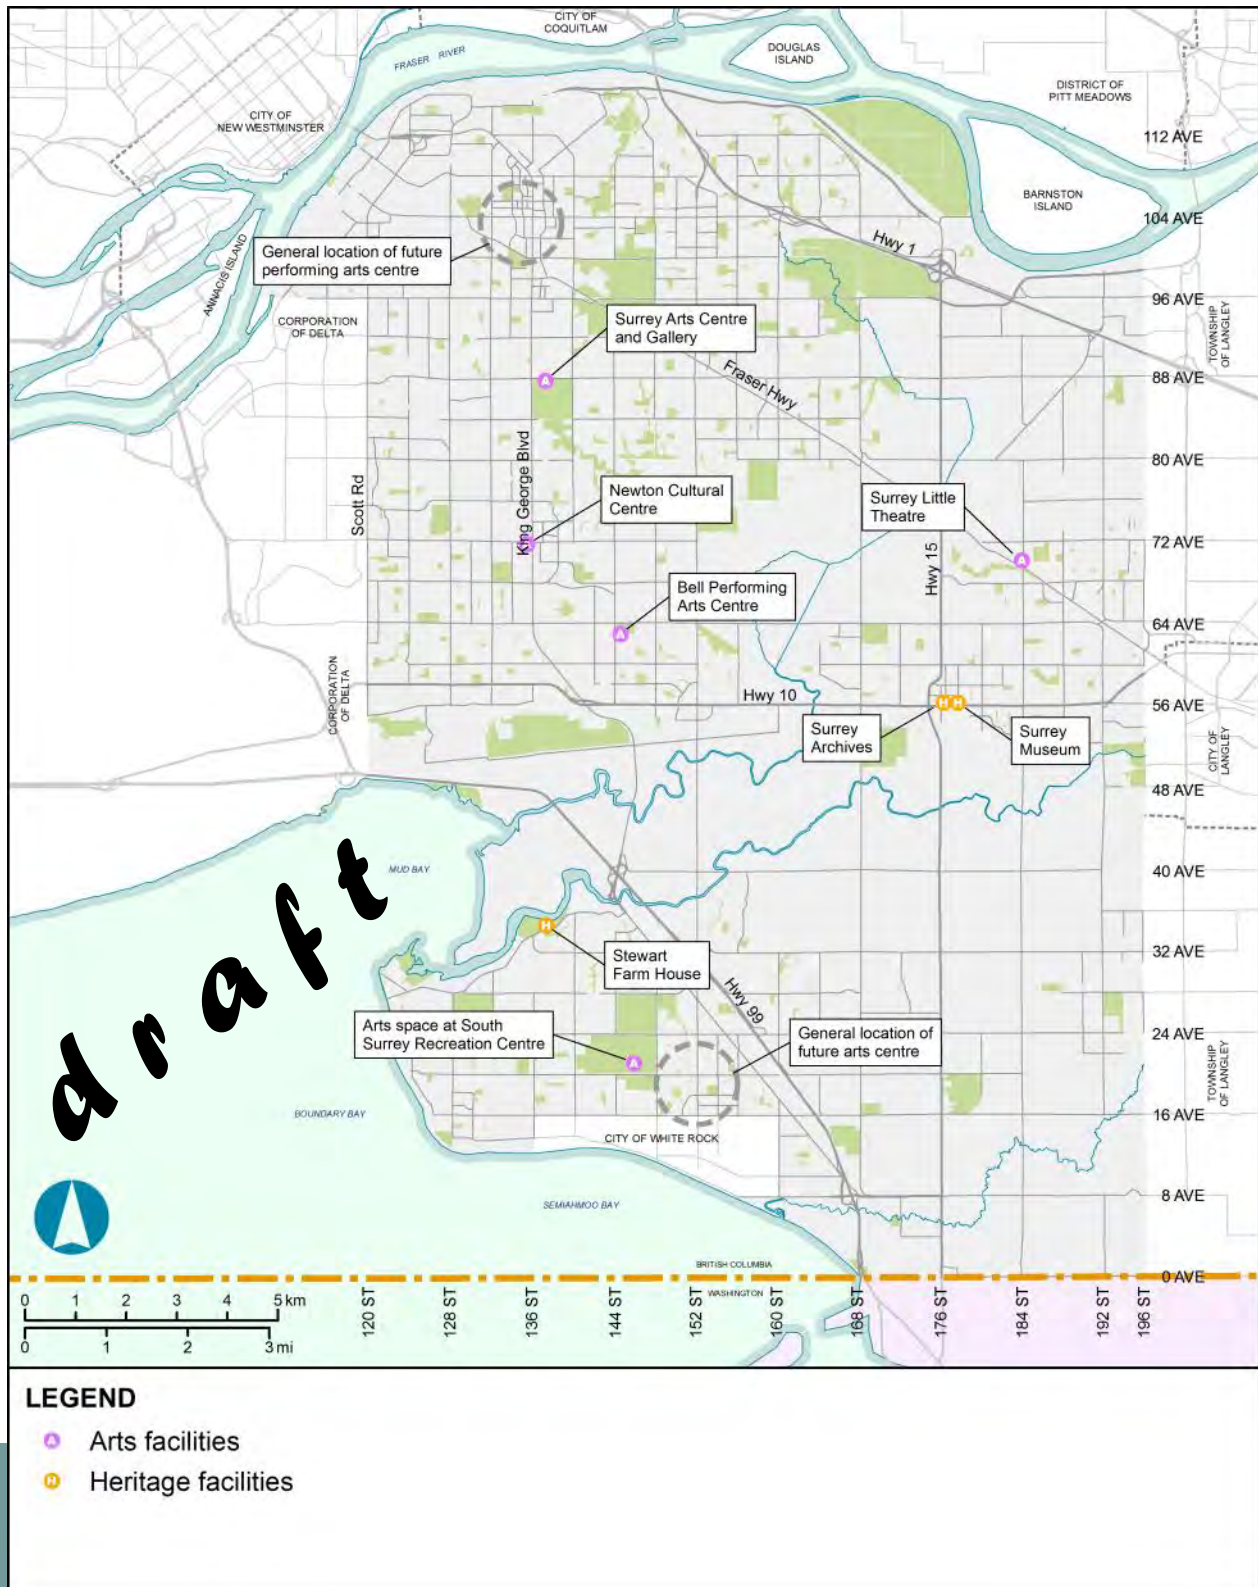 CITY OF
COQUITLAM
FRASER RIVER
DOUGLAS
ISLAND
DISTRICT OF
PITT MEADOWS
CITY OF
NEW WESTMINSTER
112 AVE
BARNSTON
ISLAND
104 AVE
Hwy 1
General location of future
performing arts centre
ANNACIS ISLAND
96 AVE
CORPORATION
OF DELTA
Surrey Arts Centre
and Gallery
TOWNSHIP
OF LANGLEY
A
Fraser Hwy
88 AVE
King George Blvd
80 AVE
Scott Rd
Newton Cultural
Centre
Surrey Little
Theatre
72 AVE
Hwy 15
A
Bell Performing
Arts Centre
64 AVE
A
CORPORATION
OF DELTA
Hwy 10
56 AVE
H H
Surrey
Archives
Surrey
Museum
CITY OF
LANGLEY
48 AVE
draft
MUD BAY
40 AVE
H
Stewart
Farm House
32 AVE
Hwy 99
Arts space at South
Surrey Recreation Centre
General location of
future arts centre
24 AVE
A
TOWNSHIP
OF LANGLEY
BOUNDARY BAY
16 AVE
CITY OF WHITE ROCK
8 AVE
SEMIAHMOO BAY
BRITISH COLUMBIA
0 AVE
WASHINGTON
0 1 2 3 4 5 km
0 1 2 3 mi
120 ST
128 ST
136 ST
144 ST
152 ST
160 ST
168 ST
176 ST
184 ST
192 ST
196 ST
LEGEND
A Arts facilities
H Heritage facilities